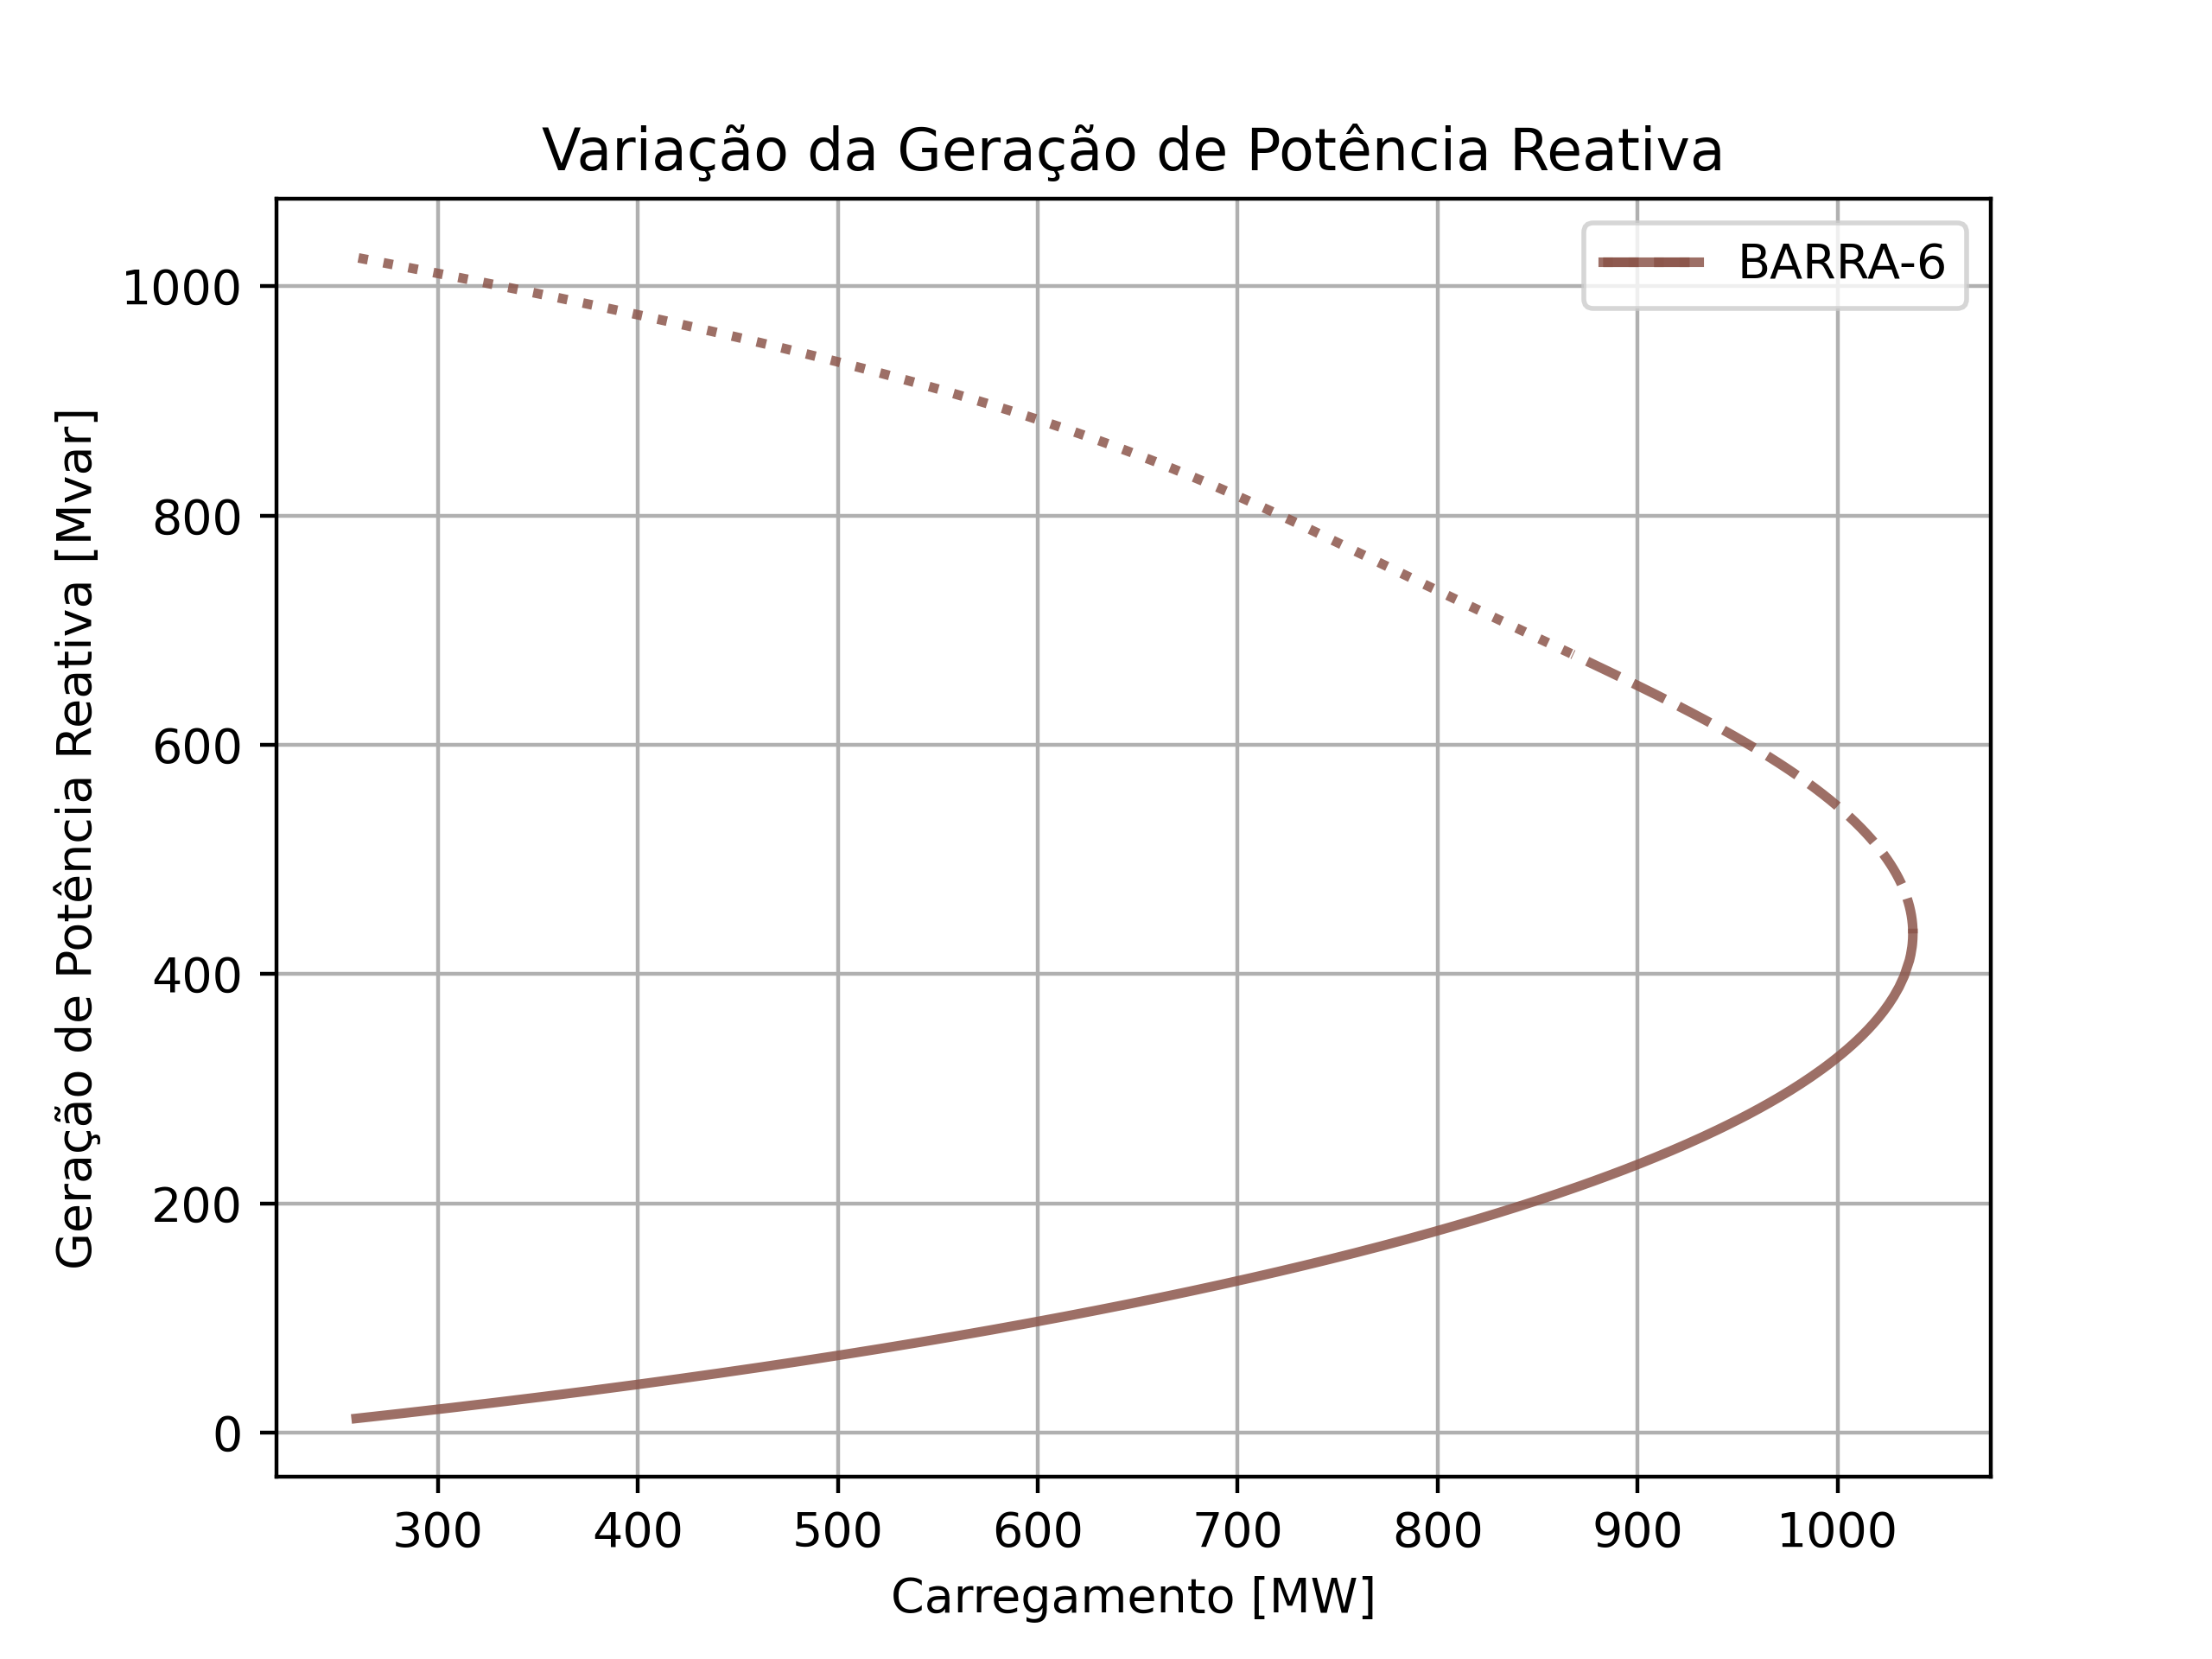 Variação da Geração de Potência Reativa
BARRA-6
Geração de Potência Reativa [Mvar]
1000
800
600
400
200
0
300 400 500 600 700 800 900 1000
Carregamento [MW]